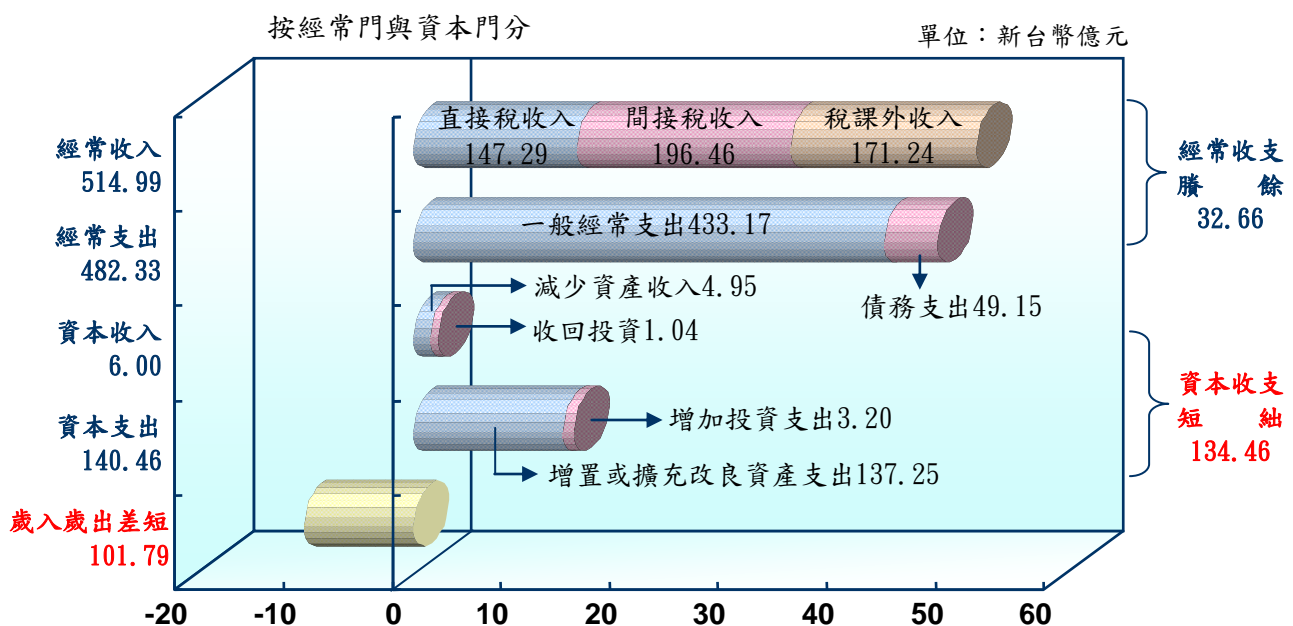 按經常門與資本門分
單位：新台幣億元
直接稅收入
147.29
間接稅收入
196.46
稅課外收入
171.24
經常收入
514.99
經常收支
賸餘
32.66
一般經常支出433.17
經常支出
482.33
債務支出49.15
減少資產收入4.95
收回投資1.04
資本收入
6.00
資本收支
短絀
134.46
增加投資支出3.20
資本支出
140.46
增置或擴充改良資產支出137.25
歲入歲出差短
101.79
-20 -10 0 10 20 30 40 50 60